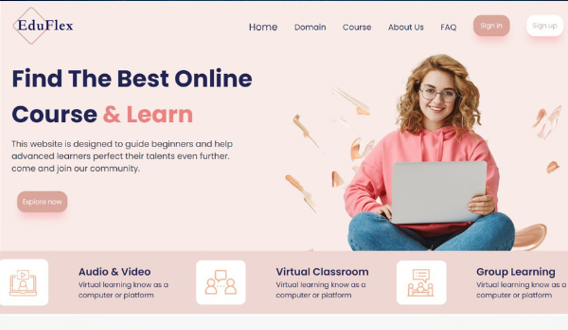 EduFlex
Home Domain Course About Us FAQ Sign in Sign up
Find The Best Online
Course & Learn
This website is designed to guide beginners and help
advanced learners perfect their talents even further.
come and join our community.
Explore now
Audio & Video
Virtual learning know as a
computer or platform
Virtual Classroom
Virtual learning know as a
computer or platform
Group Learning
Virtual learning know as a
computer or platform